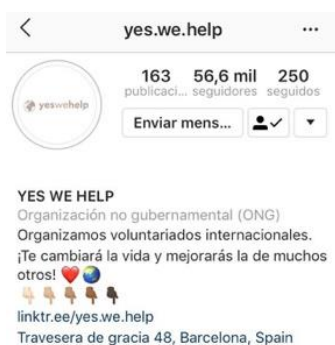 yes.we.help
163 56,6 mil 250
publicaci... seguidores seguidos
yeswehelp
Enviar mens...
YES WE HELP
Organización no gubernamental (ONG)
Organizamos voluntariados internacionales.
¡Te cambiará la vida y mejorarás la de muchos
otros! ❤️🌏
👇🏻👇🏼👇🏽👇🏾👇🏿
linktr.ee/yes.we.help
Travesera de gracia 48, Barcelona, Spain